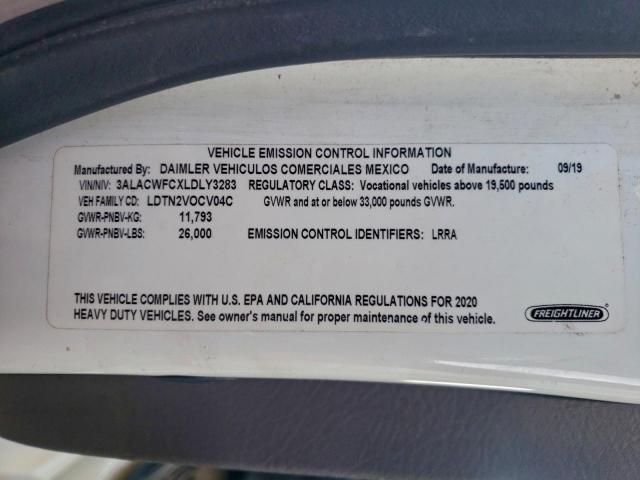 VEHICLE EMISSION CONTROL INFORMATION
Manufactured By: DAIMLER VEHICULOS COMERCIALES MEXICO Date of Manufacture: 09/19
VIN/NIV: 3ALACWFCXLDLY3283 REGULATORY CLASS: Vocational vehicles above 19,500 pounds
VEH FAMILY CD: LDTN2VOCV04C GVWR and at or below 33,000 pounds GVWR.
GVWR-PNBV-KG: 11,793
GVWR-PNBV-LBS: 26,000 EMISSION CONTROL IDENTIFIERS: LRRA
THIS VEHICLE COMPLIES WITH U.S. EPA AND CALIFORNIA REGULATIONS FOR 2020
HEAVY DUTY VEHICLES. See owner's manual for proper maintenance of this vehicle.
FREIGHTLINER